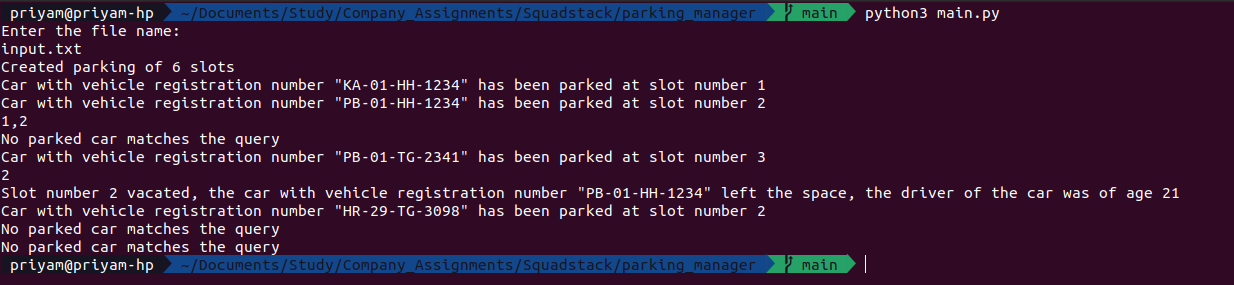 priyam@priyam-hp ~/Documents/Study/Company_Assignments/Squadstack/parking_manager main python3 main.py
Enter the file name:
input.txt
Created parking of 6 slots
Car with vehicle registration number "KA-01-HH-1234" has been parked at slot number 1
Car with vehicle registration number "PB-01-HH-1234" has been parked at slot number 2
1,2
No parked car matches the query
Car with vehicle registration number "PB-01-TG-2341" has been parked at slot number 3
2
Slot number 2 vacated, the car with vehicle registration number "PB-01-HH-1234" left the space, the driver of the car was of age 21
Car with vehicle registration number "HR-29-TG-3098" has been parked at slot number 2
No parked car matches the query
No parked car matches the query
priyam@priyam-hp ~/Documents/Study/Company_Assignments/Squadstack/parking_manager main